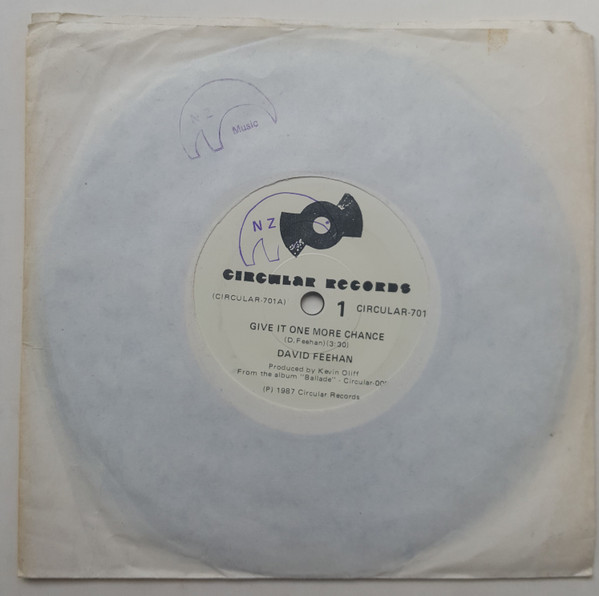 NZ
Music
NZ
CIRCULAR RECORDS
(CIRCULAR-701A) 1 CIRCULAR-701
GIVE IT ONE MORE CHANCE
(D. Feehan)(3:30)
DAVID FEEHAN
Produced by Kevin Oliff
From the album "Ballade" - Circular-
(P) 1987 Circular Records